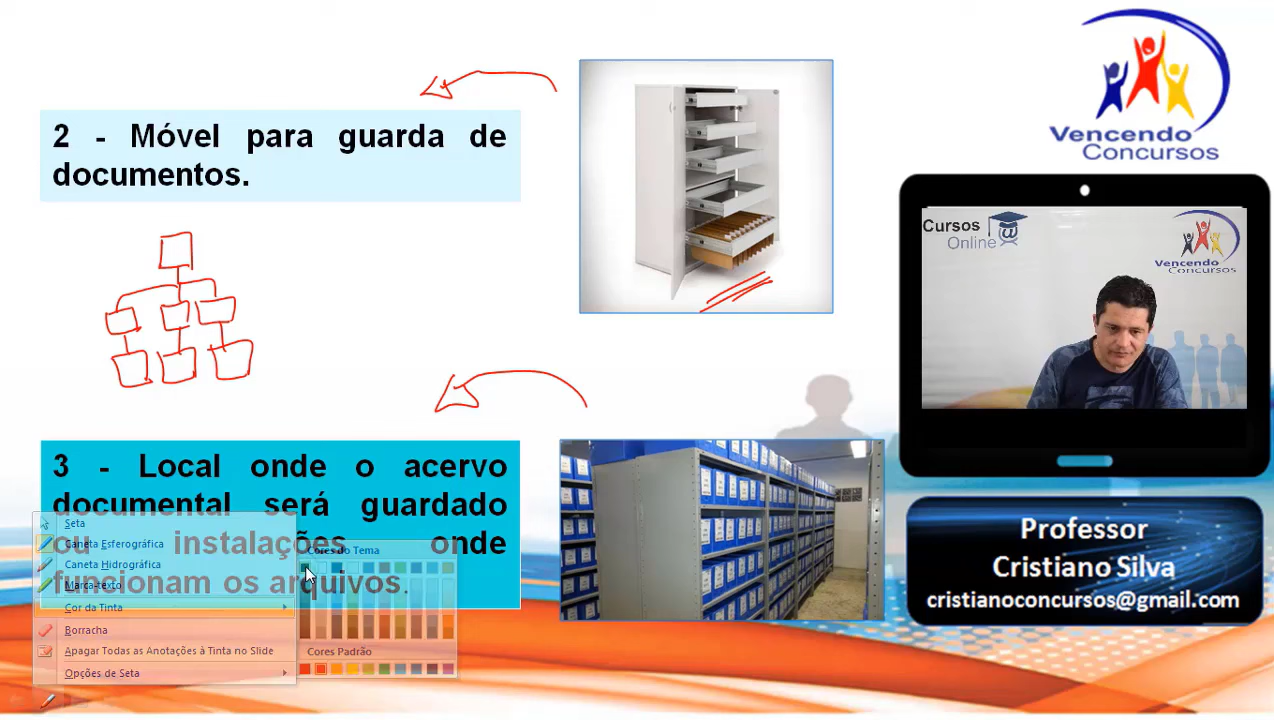 2 - Móvel para guarda de
documentos.
3 - Local onde o acervo
documental será guardado
ou instalações onde
funcionam os arquivos.
Seta
Caneta Esferográfica
Caneta Hidrográfica
Marca-texto
Cor da Tinta
Borracha
Apagar Todas as Anotações à Tinta no Slide
Opções de Seta
Cores do Tema
Cores Padrão
Vencendo
Concursos
Cursos
Online
Vencendo
Concursos
Professor
Cristiano Silva
cristianoconcursos@gmail.com